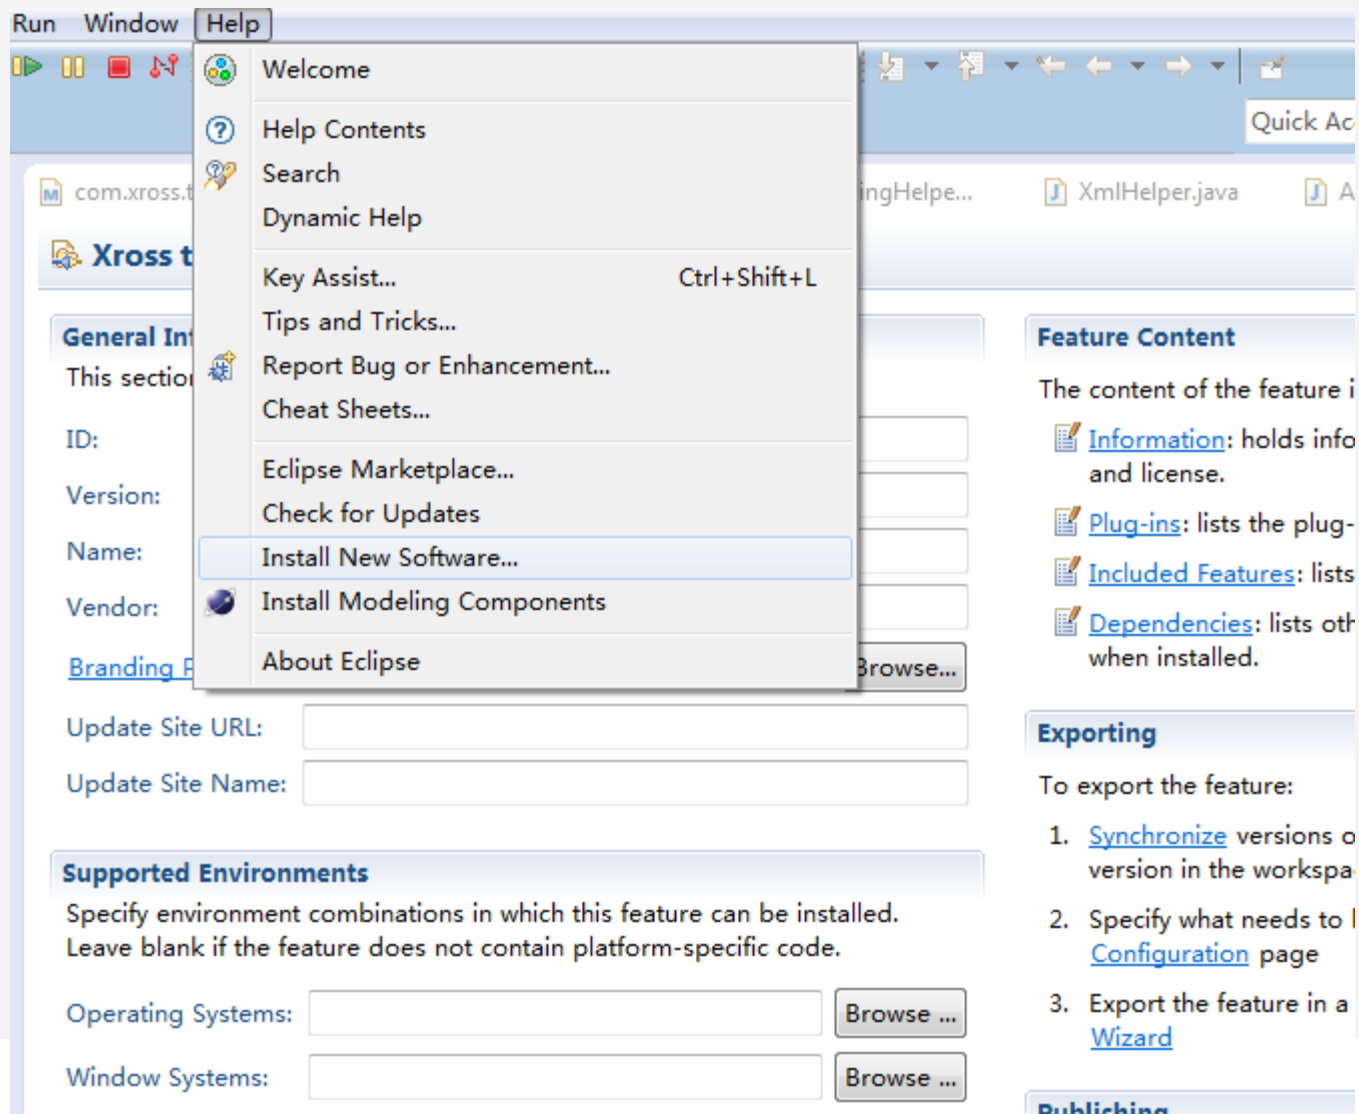 Run Window Help
Welcome
Help Contents
Search
Dynamic Help
Key Assist... Ctrl+Shift+L
Tips and Tricks...
Report Bug or Enhancement...
Cheat Sheets...
Eclipse Marketplace...
Check for Updates
Install New Software...
Install Modeling Components
About Eclipse
Quick Ac
com.xross.t
ingHelpe...
XmlHelper.java
A
Xross t
General In
This section
ID:
Version:
Name:
Vendor:
Branding P
Browse...
Update Site URL:
Update Site Name:
Supported Environments
Specify environment combinations in which this feature can be installed.
Leave blank if the feature does not contain platform-specific code.
Operating Systems: Browse ...
Window Systems: Browse ...
Feature Content
The content of the feature i
Information: holds info
and license.
Plug-ins: lists the plug-
Included Features: lists
Dependencies: lists oth
when installed.
Exporting
To export the feature:
1. Synchronize versions o
version in the workspa
2. Specify what needs to
Configuration page
3. Export the feature in a
Wizard
Publishing